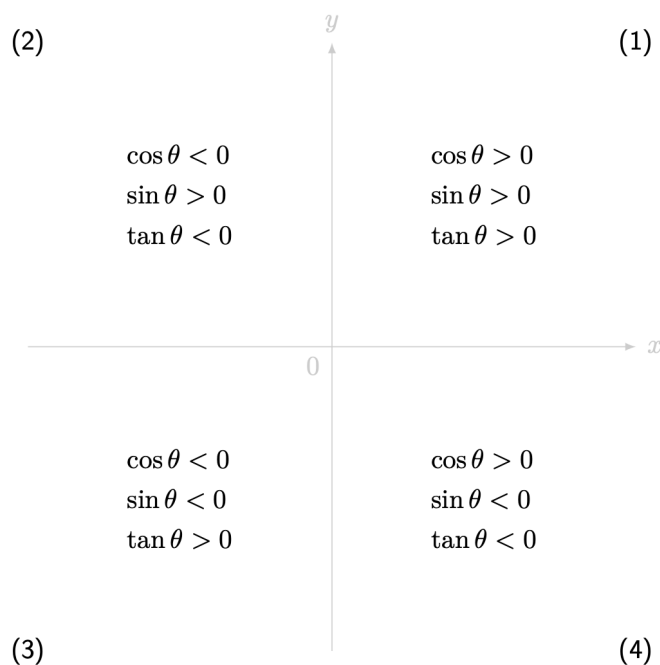 y
(2) (1)
cos θ < 0 cos θ > 0
sin θ > 0 sin θ > 0
tan θ < 0 tan θ > 0
x
0
cos θ < 0 cos θ > 0
sin θ < 0 sin θ < 0
tan θ > 0 tan θ < 0
(3) (4)